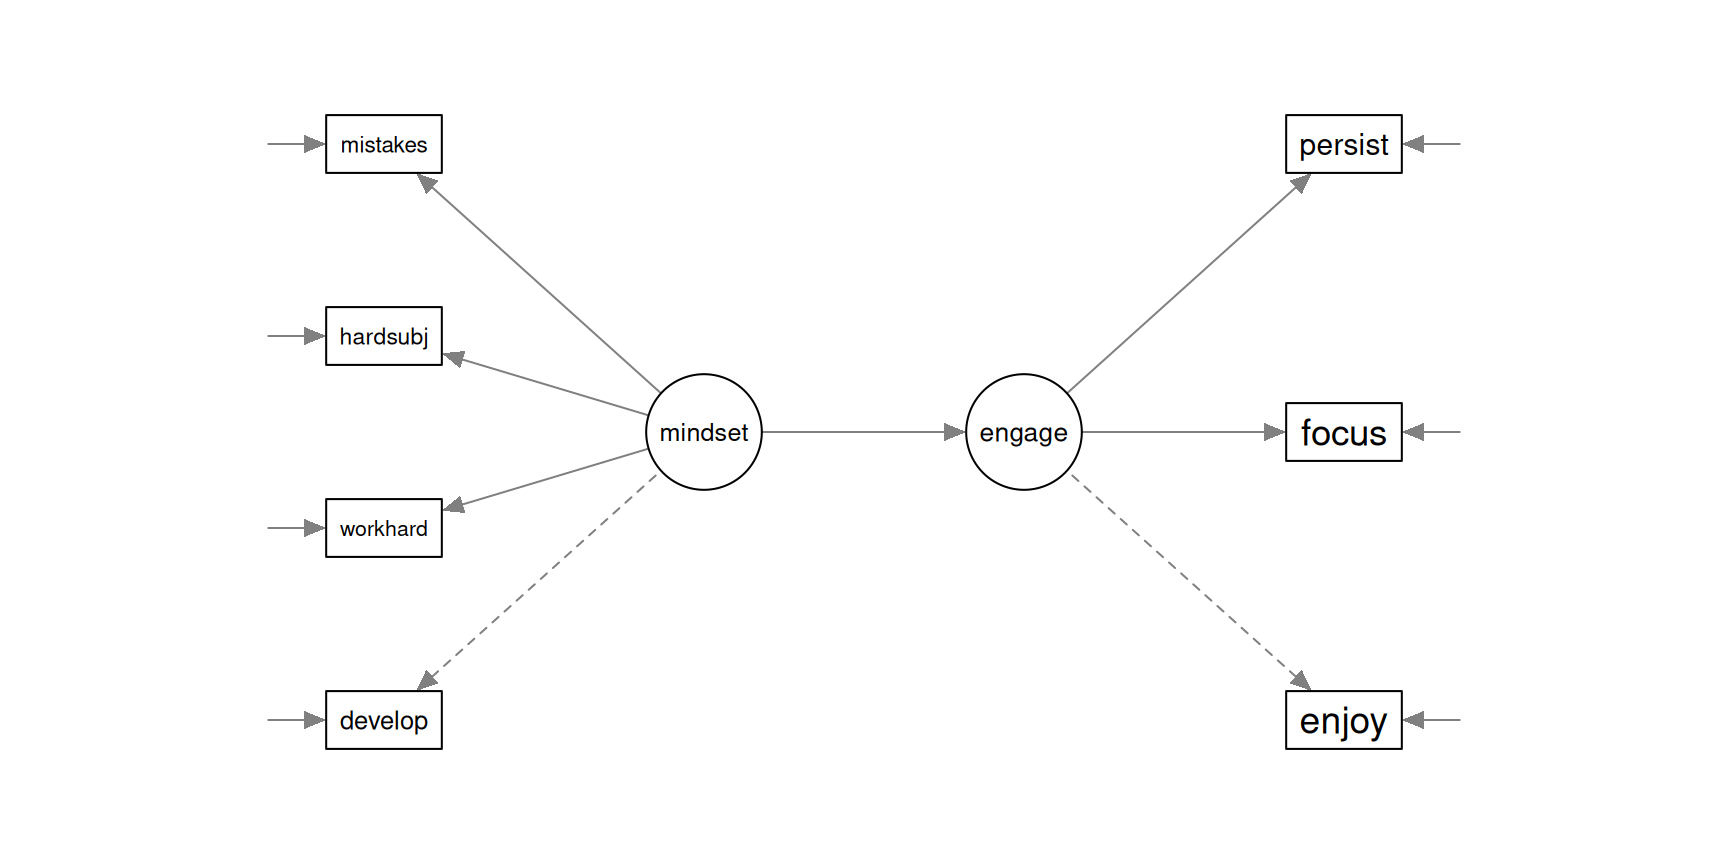 mistakes
persist
hardsubj
mindset
engage
focus
workhard
develop
enjoy